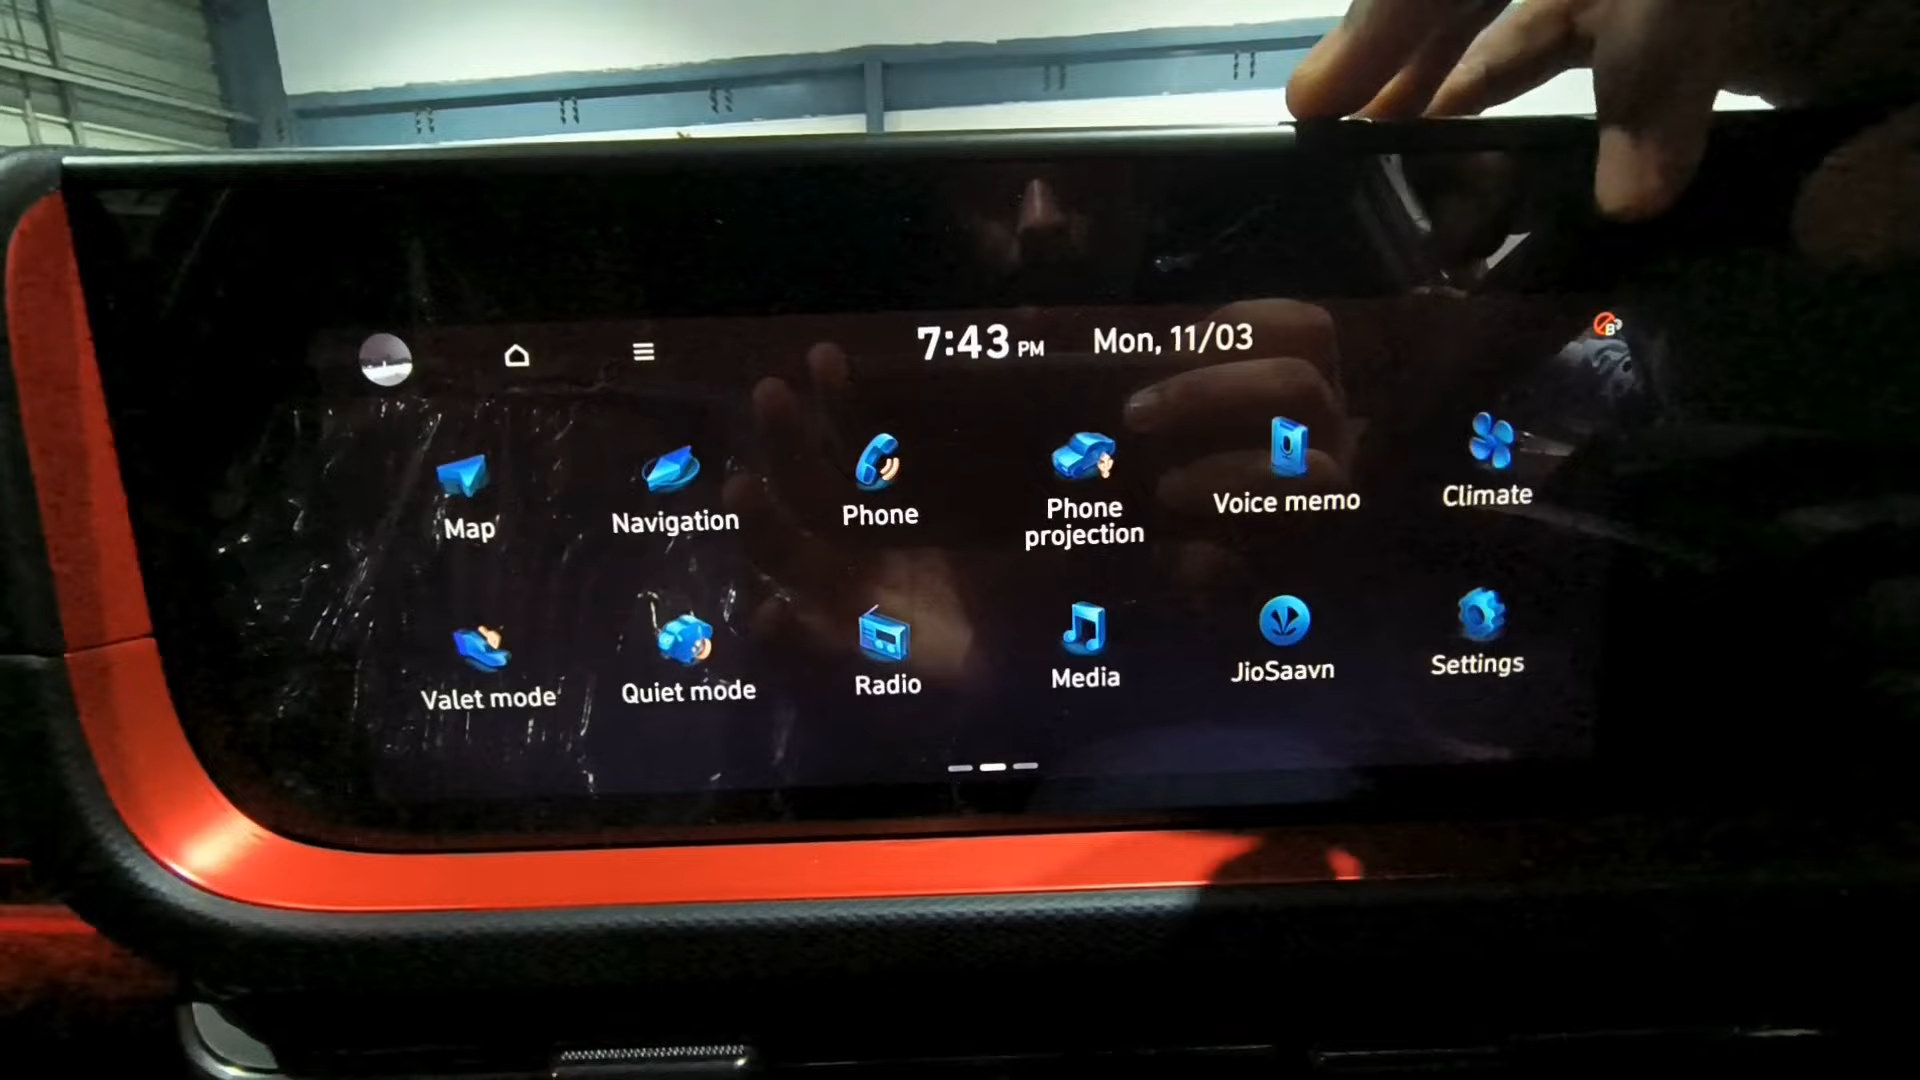 7:43 PM Mon, 11/03
Map Navigation Phone Phone projection Voice memo Climate
Valet mode Quiet mode Radio Media JioSaavn Settings